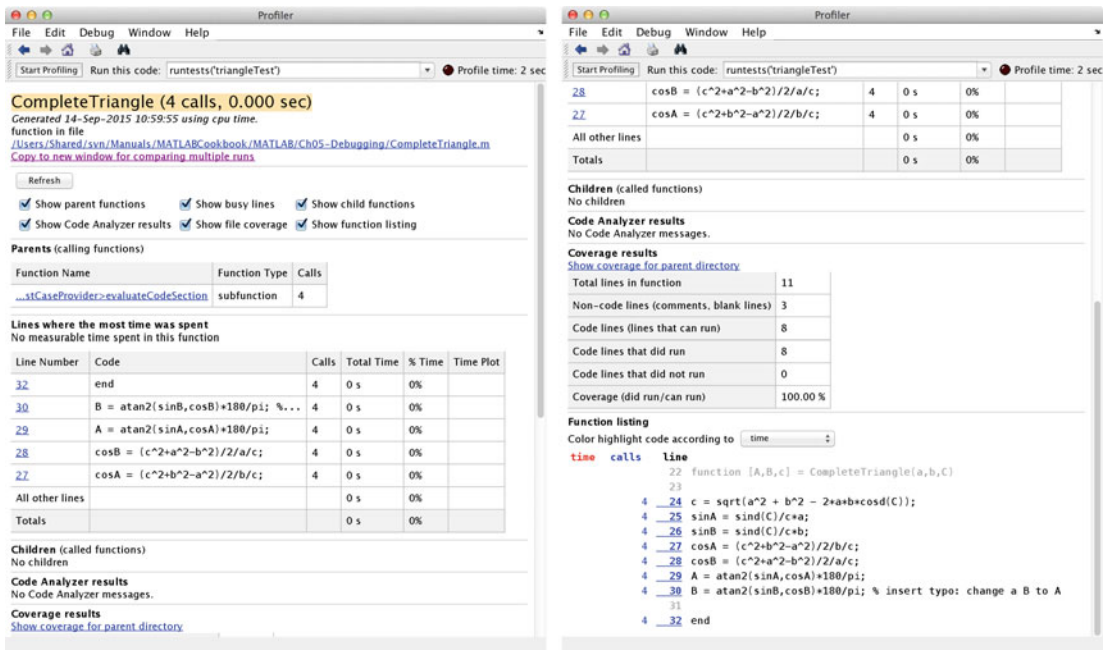 Profiler
File Edit Debug Window Help
Start Profiling Run this code: runtests('triangleTest') Profile time: 2 sec
CompleteTriangle (4 calls, 0.000 sec)
Generated 14-Sep-2015 10:59:55 using cpu time.
function in file
/Users/Shared/svn/Manuals/MATLABCookbook/MATLAB/Ch05-Debugging/CompleteTriangle.m
Copy to new window for comparing multiple runs
Refresh
Show parent functions Show busy lines Show child functions
Show Code Analyzer results Show file coverage Show function listing
Parents (calling functions)
Function Name Function Type Calls
...stCaseProvider>evaluateCodeSection subfunction 4
Lines where the most time was spent
No measurable time spent in this function
Line Number Code Calls Total Time % Time Time Plot
32 end 4 0 s 0%
30 B = atan2(sinB,cosB)*180/pi; %... 4 0 s 0%
29 A = atan2(sinA,cosA)*180/pi; 4 0 s 0%
28 cosB = (c^2+a^2-b^2)/2/a/c; 4 0 s 0%
27 cosA = (c^2+b^2-a^2)/2/b/c; 4 0 s 0%
All other lines 0 s 0%
Totals 0 s 0%
Children (called functions)
No children
Code Analyzer results
No Code Analyzer messages.
Coverage results
Show coverage for parent directory
Profiler
File Edit Debug Window Help
Start Profiling Run this code: runtests('triangleTest') Profile time: 2 sec
28 cosB = (c^2+a^2-b^2)/2/a/c; 4 0 s 0%
27 cosA = (c^2+b^2-a^2)/2/b/c; 4 0 s 0%
All other lines 0 s 0%
Totals 0 s 0%
Children (called functions)
No children
Code Analyzer results
No Code Analyzer messages.
Coverage results
Show coverage for parent directory
Total lines in function 11
Non-code lines (comments, blank lines) 3
Code lines (lines that can run) 8
Code lines that did run 8
Code lines that did not run 0
Coverage (did run/can run) 100.00 %
Function listing
Color highlight code according to time
time calls line
22 function [A,B,c] = CompleteTriangle(a,b,C)
23
4 24 c = sqrt(a^2 + b^2 - 2*a*b*cosd(C));
4 25 sinA = sind(C)/c*a;
4 26 sinB = sind(C)/c*b;
4 27 cosA = (c^2+b^2-a^2)/2/b/c;
4 28 cosB = (c^2+a^2-b^2)/2/a/c;
4 29 A = atan2(sinA,cosA)*180/pi;
4 30 B = atan2(sinB,cosB)*180/pi; % insert typo: change a B to A
31
4 32 end